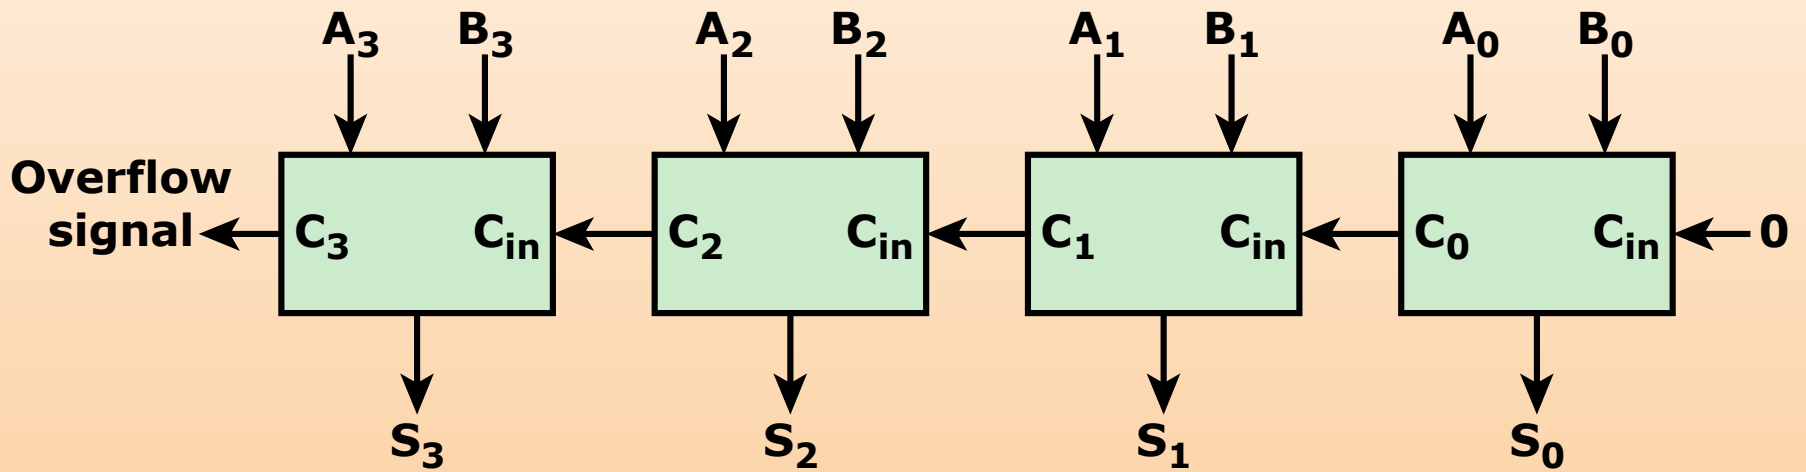 A₃ B₃ A₂ B₂ A₁ B₁ A₀ B₀
Overflow
signal C₃ Cᵢₙ C₂ Cᵢₙ C₁ Cᵢₙ C₀ Cᵢₙ 0
S₃ S₂ S₁ S₀